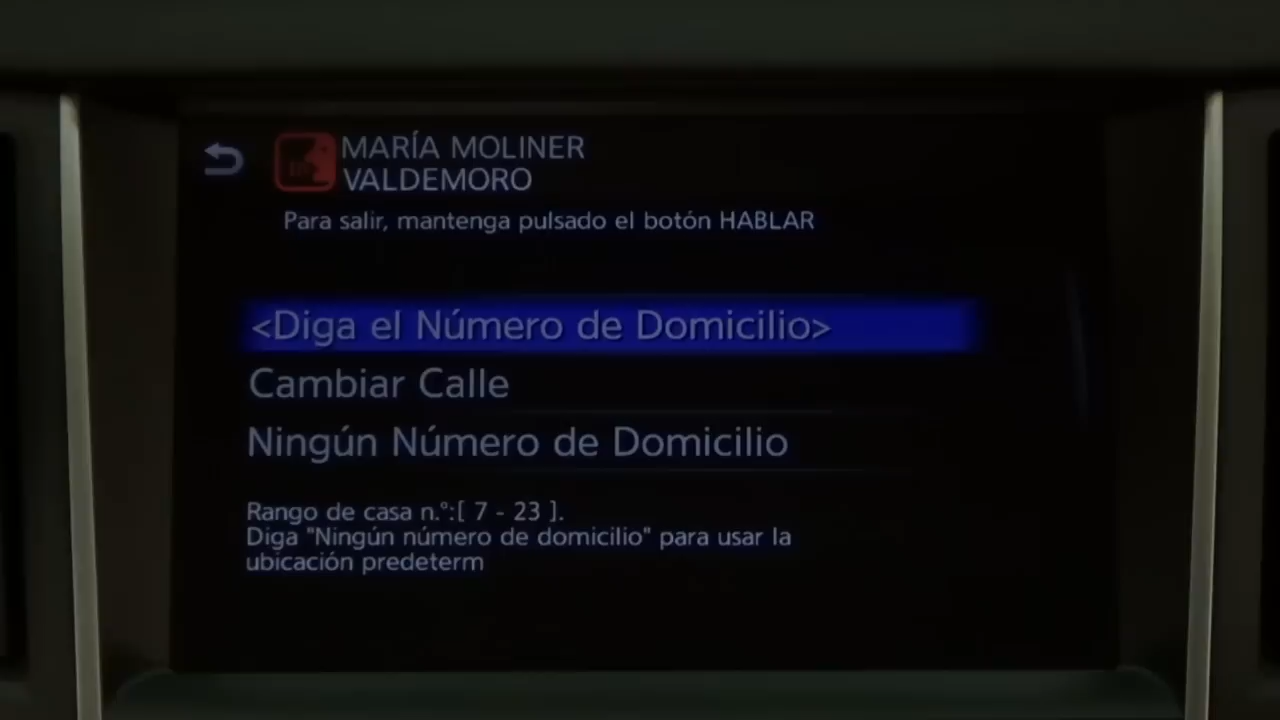 MARÍA MOLINER
VALDEMORO
Para salir, mantenga pulsado el botón HABLAR
<Diga el Número de Domicilio>
Cambiar Calle
Ningún Número de Domicilio
Rango de casa n.°:[ 7 - 23 ].
Diga "Ningún número de domicilio" para usar la
ubicación predeterm